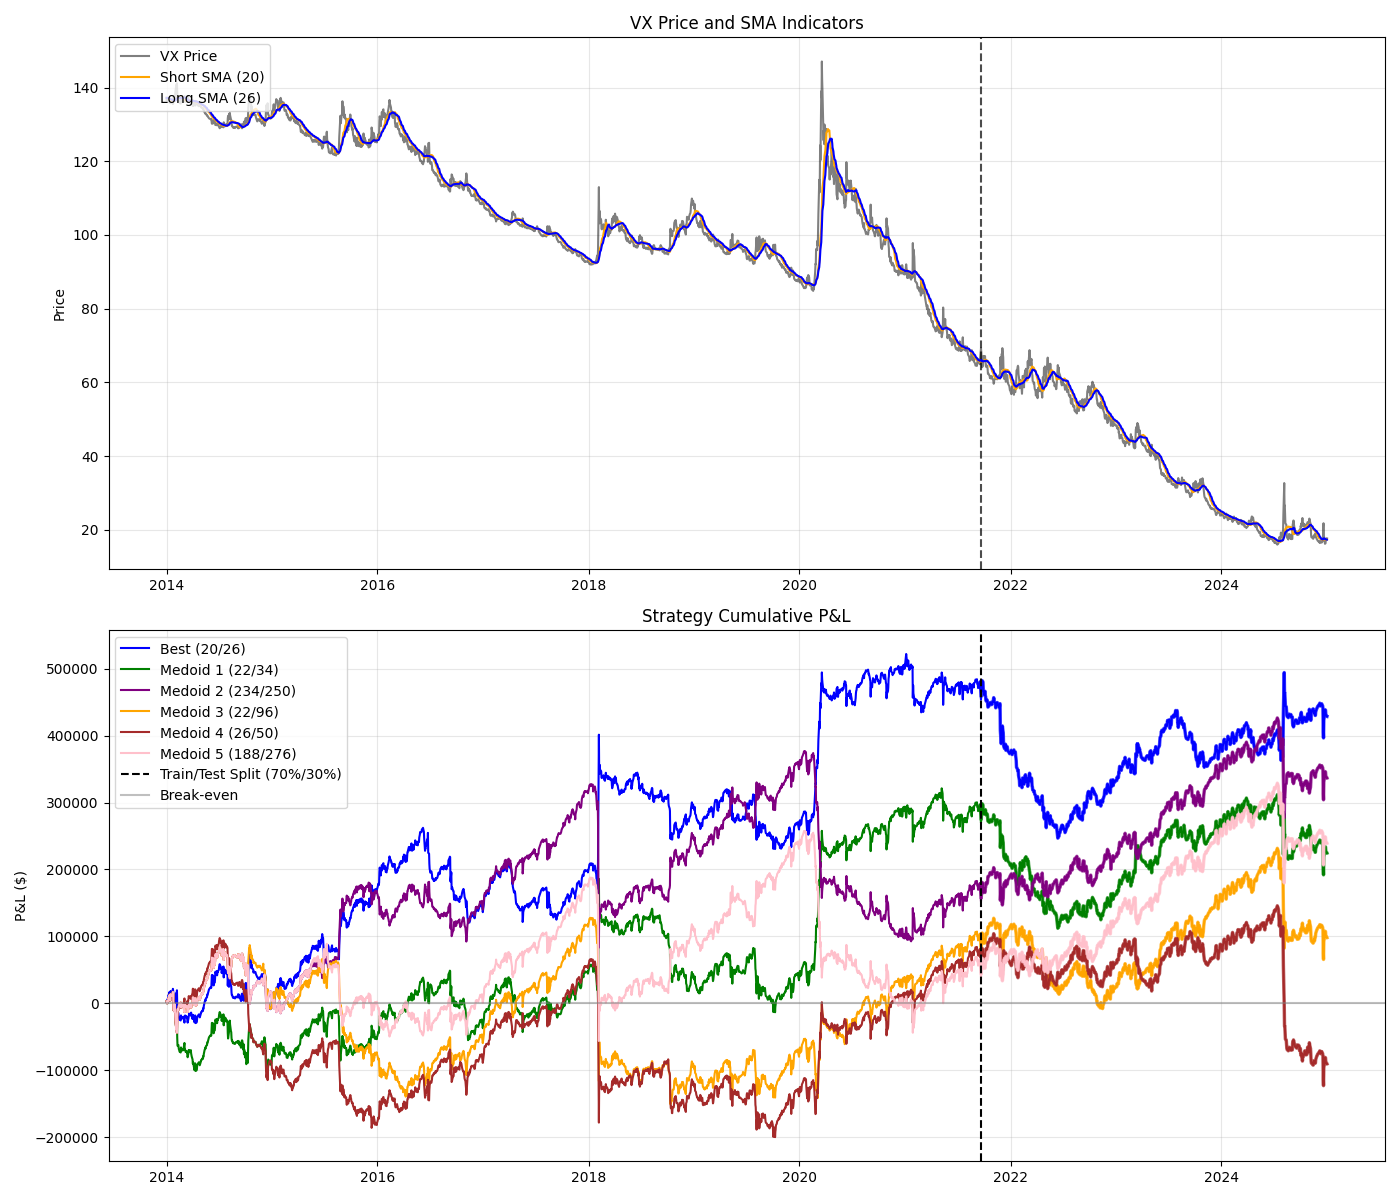 VX Price and SMA Indicators
VX Price
Short SMA (20)
Long SMA (26)
Price
140
120
100
80
60
40
20
2014
2016
2018
2020
2022
2024
Strategy Cumulative P&L
Best (20/26)
Medoid 1 (22/34)
Medoid 2 (234/250)
Medoid 3 (22/96)
Medoid 4 (26/50)
Medoid 5 (188/276)
Train/Test Split (70%/30%)
Break-even
P&L ($)
500000
400000
300000
200000
100000
0
−100000
−200000
2014
2016
2018
2020
2022
2024